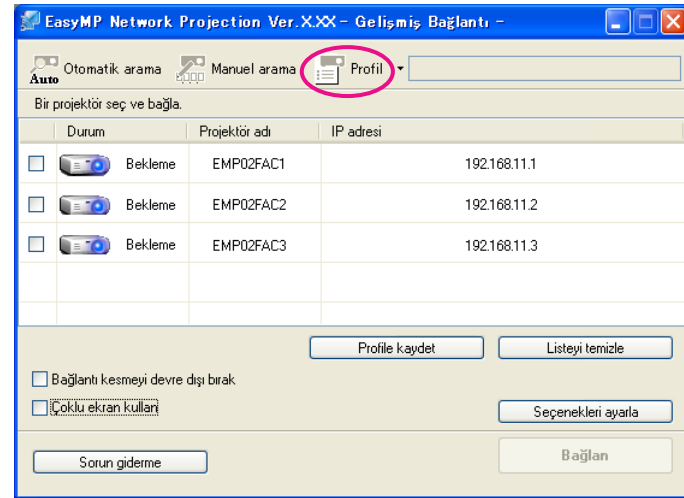 EasyMP Network Projection Ver.X.XX - Gelişmiş Bağlantı -
Auto Otomatik arama Manuel arama Profil
Bir projektör seç ve bağla.
Durum Projektör adı IP adresi
Bekleme EMP02FAC1 192.168.11.1
Bekleme EMP02FAC2 192.168.11.2
Bekleme EMP02FAC3 192.168.11.3
Profile kaydet Listeyi temizle
Bağlantı kesmeyi devre dışı bırak
Çoklu ekran kullan
Seçenekleri ayarla
Sorun giderme Bağlan